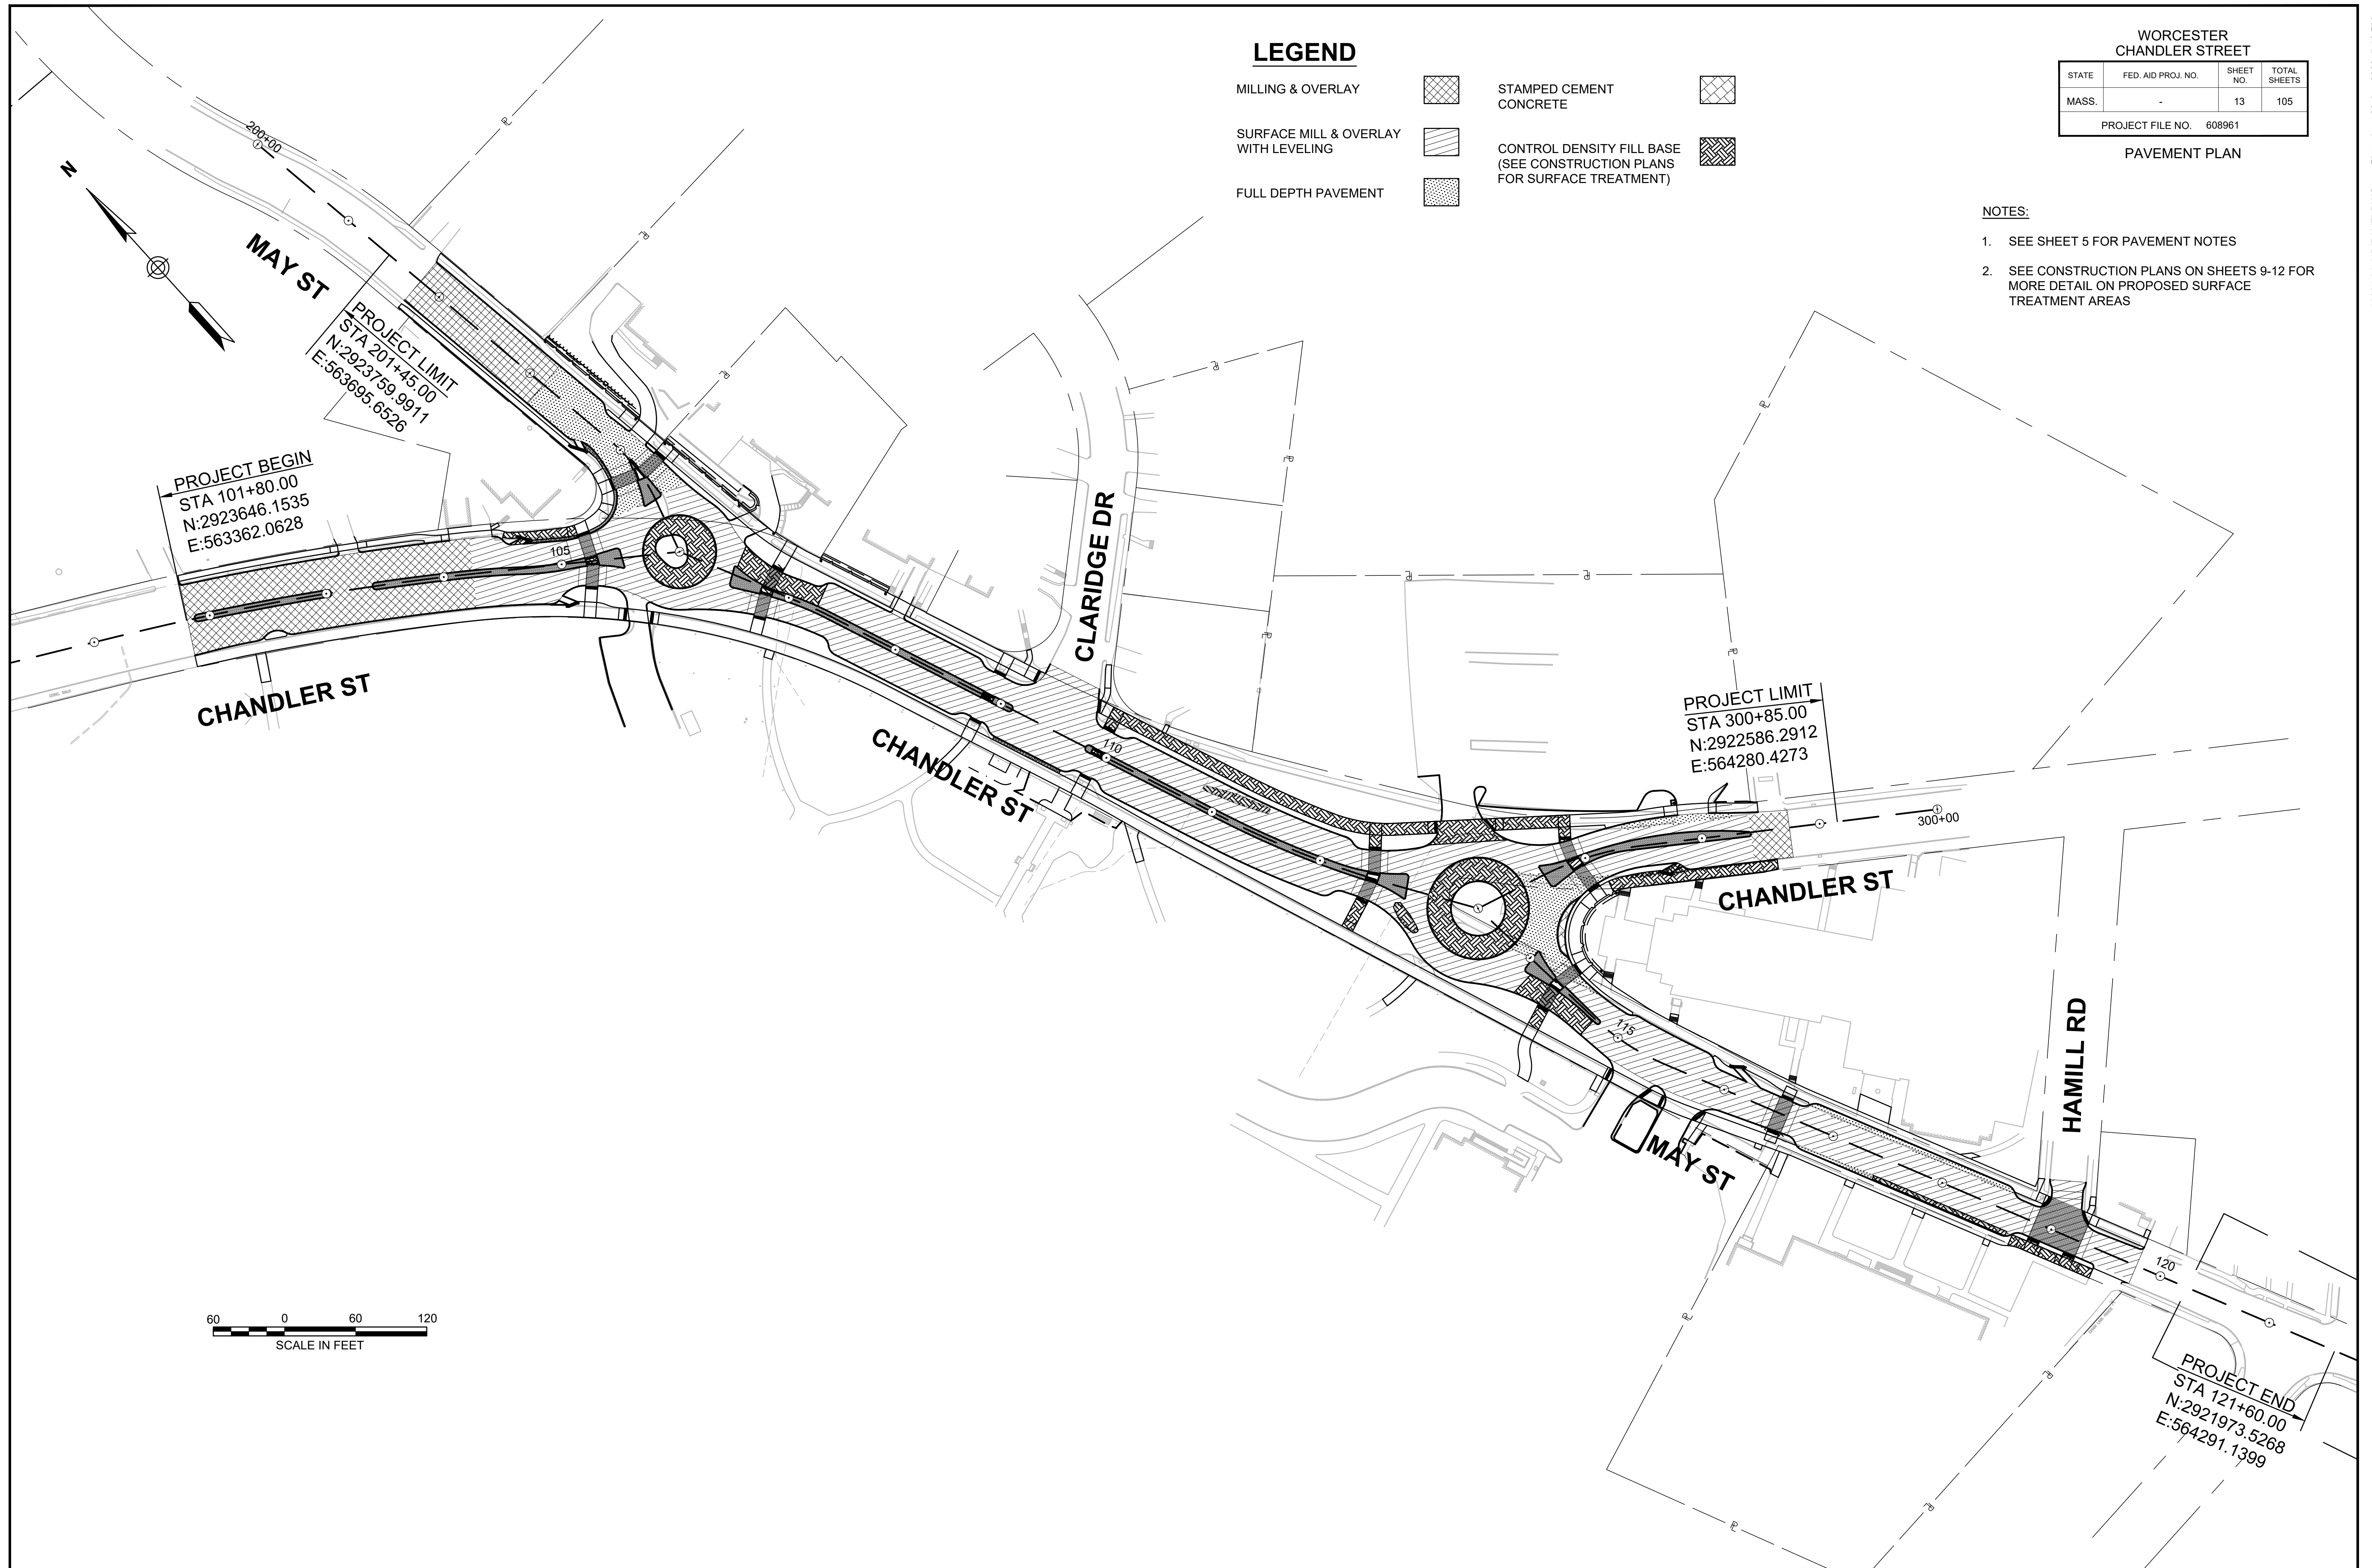 LEGEND
MILLING & OVERLAY
SURFACE MILL & OVERLAY
WITH LEVELING
FULL DEPTH PAVEMENT
STAMPED CEMENT
CONCRETE
CONTROL DENSITY FILL BASE
(SEE CONSTRUCTION PLANS
FOR SURFACE TREATMENT)
WORCESTER
CHANDLER STREET
STATE FED. AID PROJ. NO. SHEET NO. TOTAL SHEETS
MASS. - 13 105
PROJECT FILE NO. 608961
PAVEMENT PLAN
NOTES:
1. SEE SHEET 5 FOR PAVEMENT NOTES
2. SEE CONSTRUCTION PLANS ON SHEETS 9-12 FOR
MORE DETAIL ON PROPOSED SURFACE
TREATMENT AREAS
N
200+00
MAY ST
PROJECT LIMIT
STA 201+45.00
N:2923759.9911
E:563695.6526
PROJECT BEGIN
STA 101+80.00
N:2923646.1535
E:563362.0628
105
CHANDLER ST
CLARIDGE DR
CHANDLER ST
110
PROJECT LIMIT
STA 300+85.00
N:2922586.2912
E:564280.4273
300+00
CHANDLER ST
115
HAMILL RD
MAY ST
120
PROJECT END
STA 121+60.00
N:2921973.5268
E:564291.1399
60 0 60 120
SCALE IN FEET